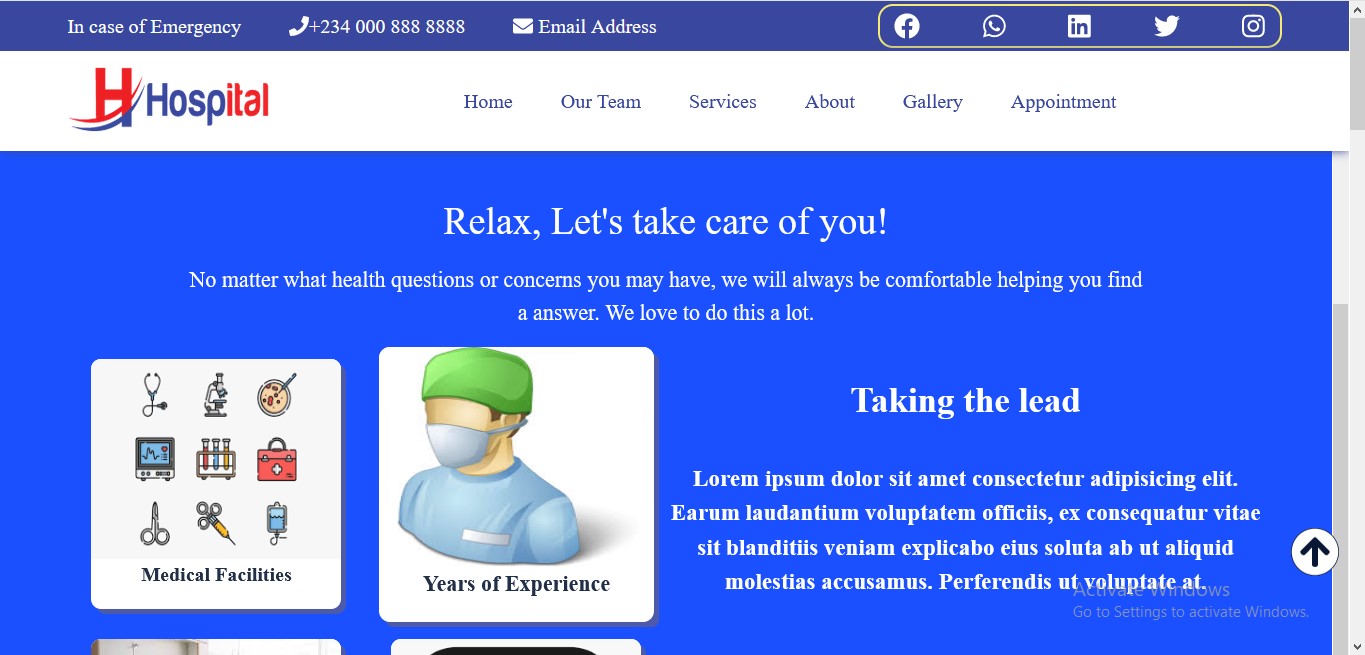 In case of Emergency
+234 000 888 8888
Email Address
Hospital
Home
Our Team
Services
About
Gallery
Appointment
Relax, Let's take care of you!
No matter what health questions or concerns you may have, we will always be comfortable helping you find
a answer. We love to do this a lot.
Medical Facilities
Years of Experience
Taking the lead
Lorem ipsum dolor sit amet consectetur adipisicing elit.
Earum laudantium voluptatem officiis, ex consequatur vitae
sit blanditiis veniam explicabo eius soluta ab ut aliquid
molestias accusamus. Perferendis ut voluptate at.
Activate Windows
Go to Settings to activate Windows.